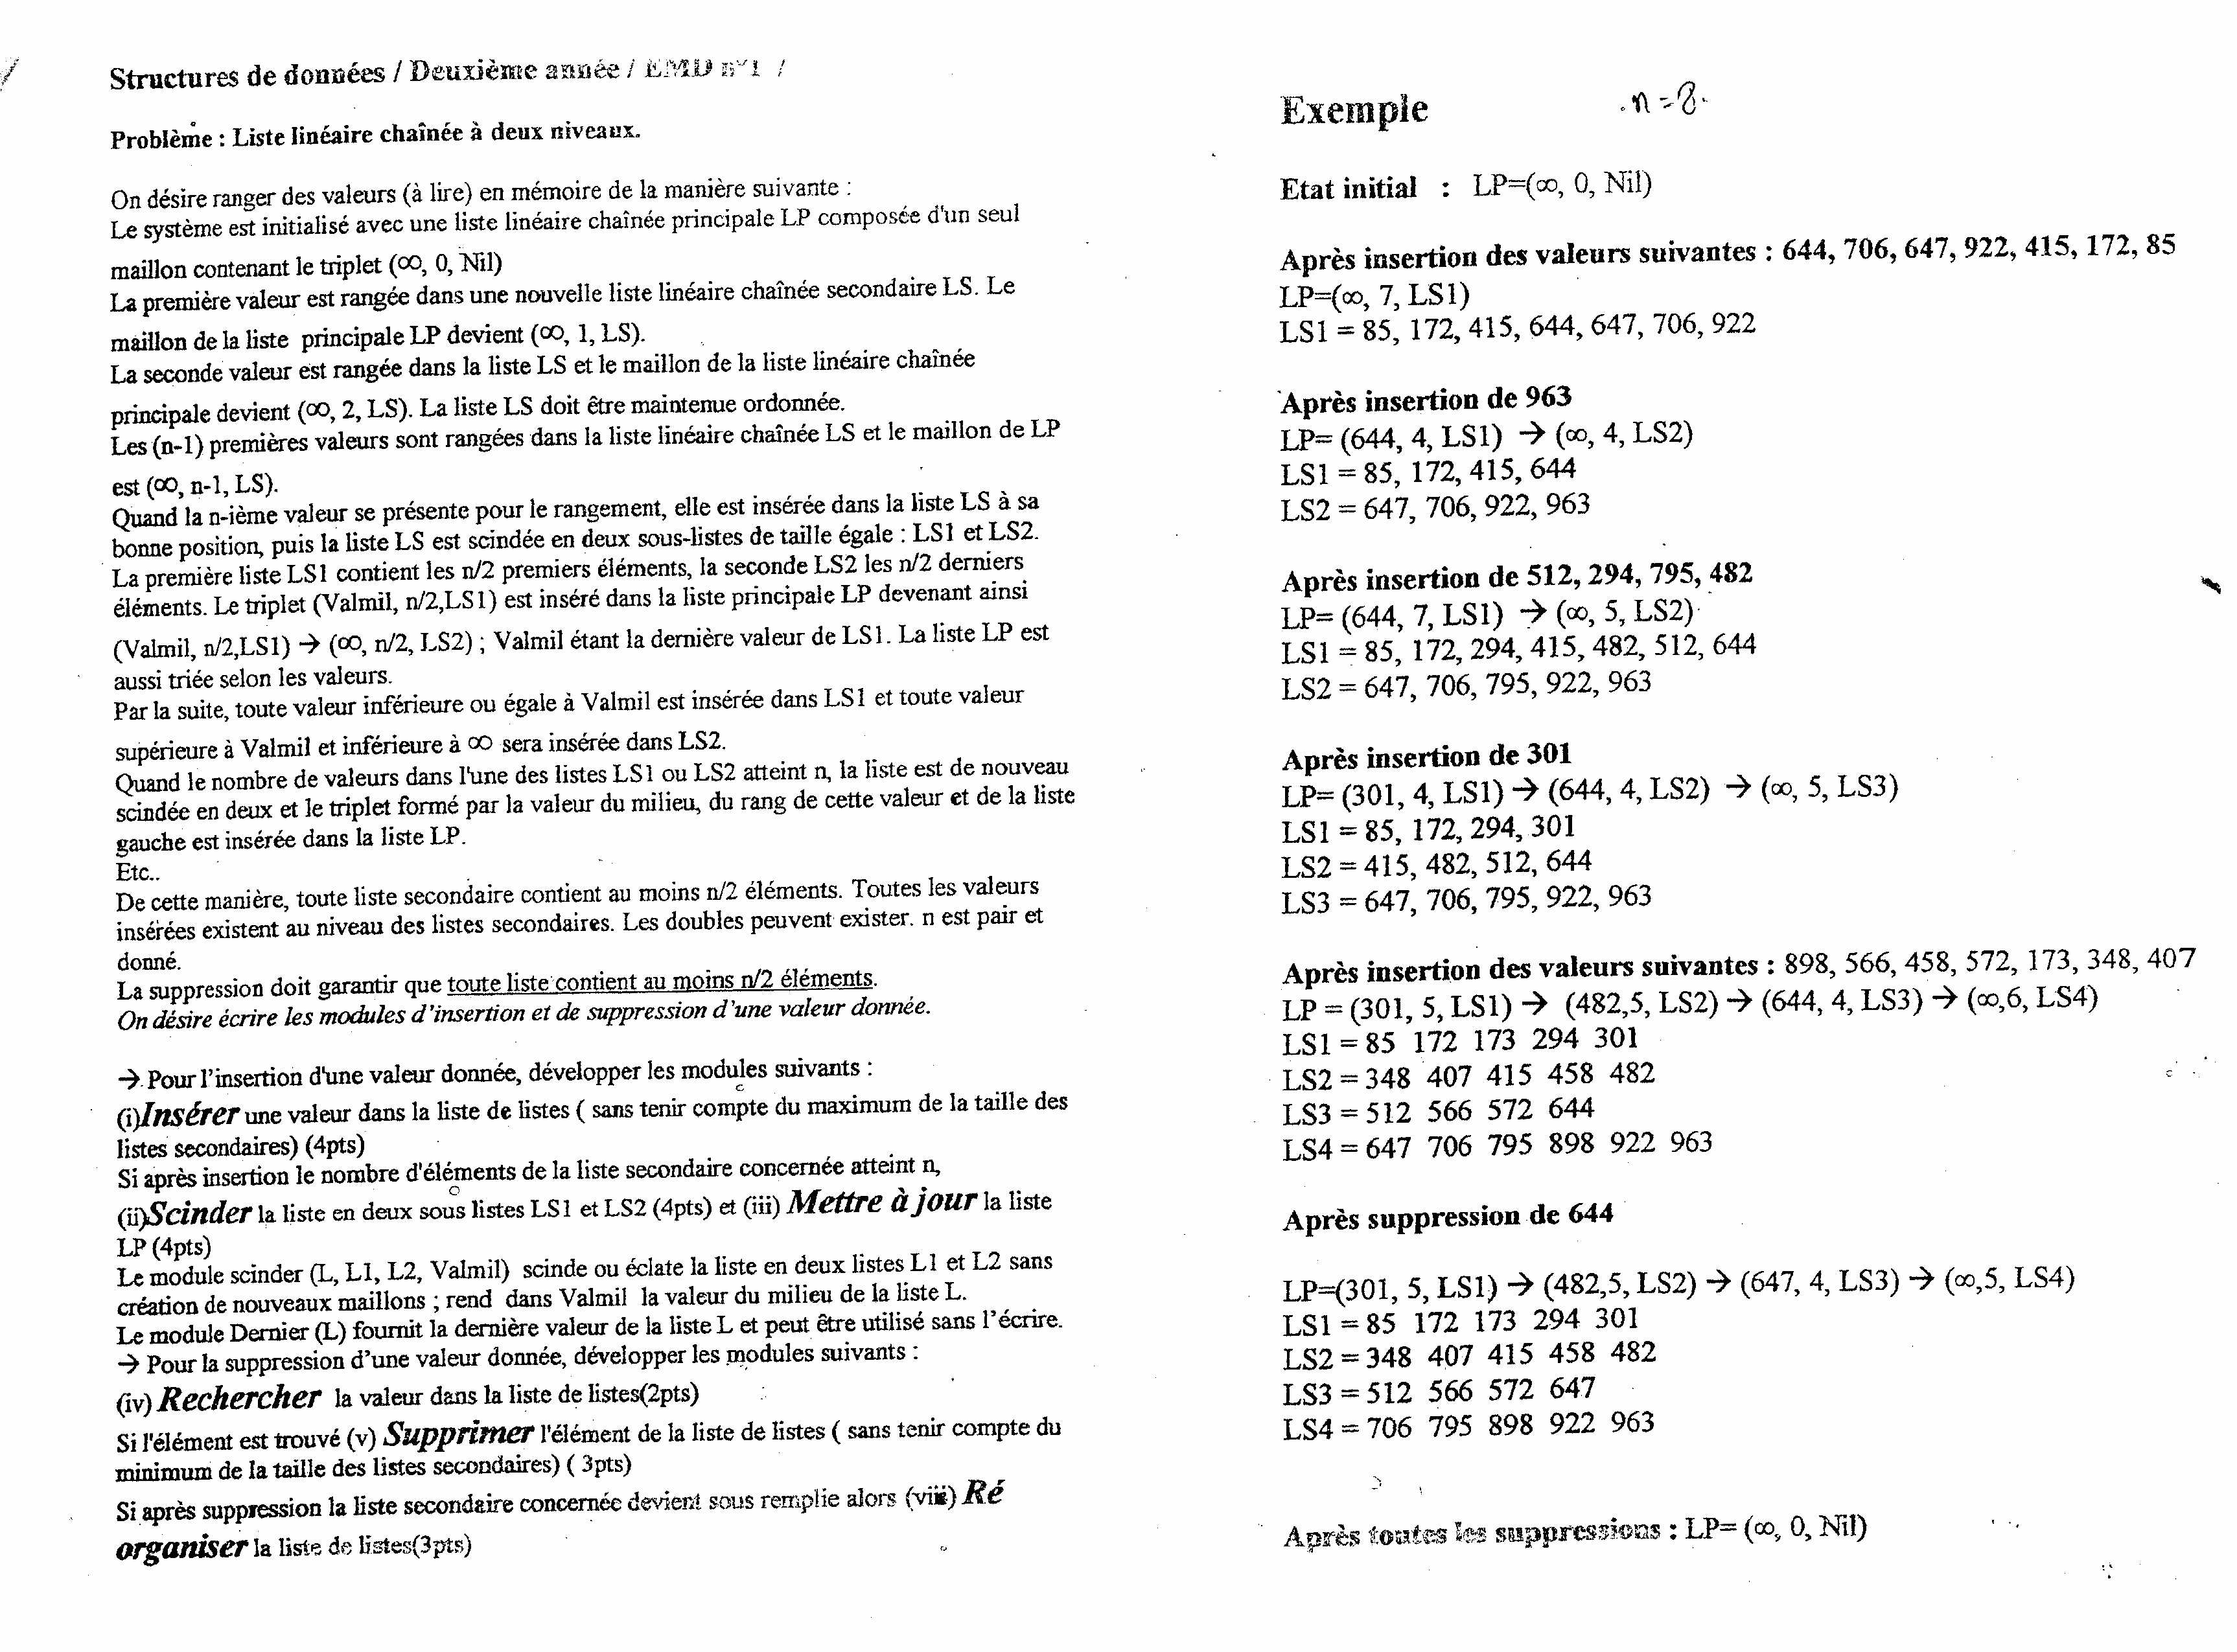 Structures de données / Deuxième année / EMD n°1 /
Problème : Liste linéaire chaînée à deux niveaux.
On désire ranger des valeurs (à lire) en mémoire de la manière suivante :
Le système est initialisé avec une liste linéaire chaînée principale LP composée d'un seul
maillon contenant le triplet (∞, 0, Nil)
La première valeur est rangée dans une nouvelle liste linéaire chaînée secondaire LS. Le
maillon de la liste principale LP devient (∞, 1, LS).
La seconde valeur est rangée dans la liste LS et le maillon de la liste linéaire chaînée
principale devient (∞, 2, LS). La liste LS doit être maintenue ordonnée.
Les (n-1) premières valeurs sont rangées dans la liste linéaire chaînée LS et le maillon de LP
est (∞, n-1, LS).
Quand la n-ième valeur se présente pour le rangement, elle est insérée dans la liste LS à sa
bonne position, puis la liste LS est scindée en deux sous-listes de taille égale : LS1 et LS2.
La première liste LS1 contient les n/2 premiers éléments, la seconde LS2 les n/2 derniers
éléments. Le triplet (Valmil, n/2,LS1) est inséré dans la liste principale LP devenant ainsi
(Valmil, n/2,LS1) → (∞, n/2, LS2) ; Valmil étant la dernière valeur de LS1. La liste LP est
aussi triée selon les valeurs.
Par la suite, toute valeur inférieure ou égale à Valmil est insérée dans LS1 et toute valeur
supérieure à Valmil et inférieure à ∞ sera insérée dans LS2.
Quand le nombre de valeurs dans l'une des listes LS1 ou LS2 atteint n, la liste est de nouveau
scindée en deux et le triplet formé par la valeur du milieu, du rang de cette valeur et de la liste
gauche est insérée dans la liste LP.
Etc..
De cette manière, toute liste secondaire contient au moins n/2 éléments. Toutes les valeurs
insérées existent au niveau des listes secondaires. Les doubles peuvent exister. n est pair et
donné.
La suppression doit garantir que toute liste contient au moins n/2 éléments.
On désire écrire les modules d'insertion et de suppression d'une valeur donnée.
→ Pour l'insertion d'une valeur donnée, développer les modules suivants :
(i)Insérer une valeur dans la liste de listes ( sans tenir compte du maximum de la taille des
listes secondaires) (4pts)
Si après insertion le nombre d'éléments de la liste secondaire concernée atteint n,
(ii)Scinder la liste en deux sous listes LS1 et LS2 (4pts) et (iii) Mettre à jour la liste
LP (4pts)
Le module scinder (L, L1, L2, Valmil) scinde ou éclate la liste en deux listes L1 et L2 sans
création de nouveaux maillons ; rend dans Valmil la valeur du milieu de la liste L.
Le module Dernier (L) fournit la dernière valeur de la liste L et peut être utilisé sans l'écrire.
→ Pour la suppression d'une valeur donnée, développer les modules suivants :
(iv) Rechercher la valeur dans la liste de listes(2pts)
Si l'élément est trouvé (v) Supprimer l'élément de la liste de listes ( sans tenir compte du
minimum de la taille des listes secondaires) ( 3pts)
Si après suppression la liste secondaire concernée devient sous remplie alors (viii) Ré
organiser la liste de listes(3pts)
Exemple .n=8.
Etat initial : LP=(∞, 0, Nil)
Après insertion des valeurs suivantes : 644, 706, 647, 922, 415, 172, 85
LP=(∞, 7, LS1)
LS1 = 85, 172, 415, 644, 647, 706, 922
Après insertion de 963
LP= (644, 4, LS1) → (∞, 4, LS2)
LS1 = 85, 172, 415, 644
LS2 = 647, 706, 922, 963
Après insertion de 512, 294, 795, 482
LP= (644, 7, LS1) → (∞, 5, LS2)
LS1 = 85, 172, 294, 415, 482, 512, 644
LS2 = 647, 706, 795, 922, 963
Après insertion de 301
LP= (301, 4, LS1) → (644, 4, LS2) → (∞, 5, LS3)
LS1 = 85, 172, 294, 301
LS2 = 415, 482, 512, 644
LS3 = 647, 706, 795, 922, 963
Après insertion des valeurs suivantes : 898, 566, 458, 572, 173, 348, 407
LP = (301, 5, LS1) → (482,5, LS2) → (644, 4, LS3) → (∞,6, LS4)
LS1 = 85 172 173 294 301
LS2 = 348 407 415 458 482
LS3 = 512 566 572 644
LS4 = 647 706 795 898 922 963
Après suppression de 644
LP=(301, 5, LS1) → (482,5, LS2) → (647, 4, LS3) → (∞,5, LS4)
LS1 = 85 172 173 294 301
LS2 = 348 407 415 458 482
LS3 = 512 566 572 647
LS4 = 706 795 898 922 963
Après toutes les suppressions : LP= (∞, 0, Nil)